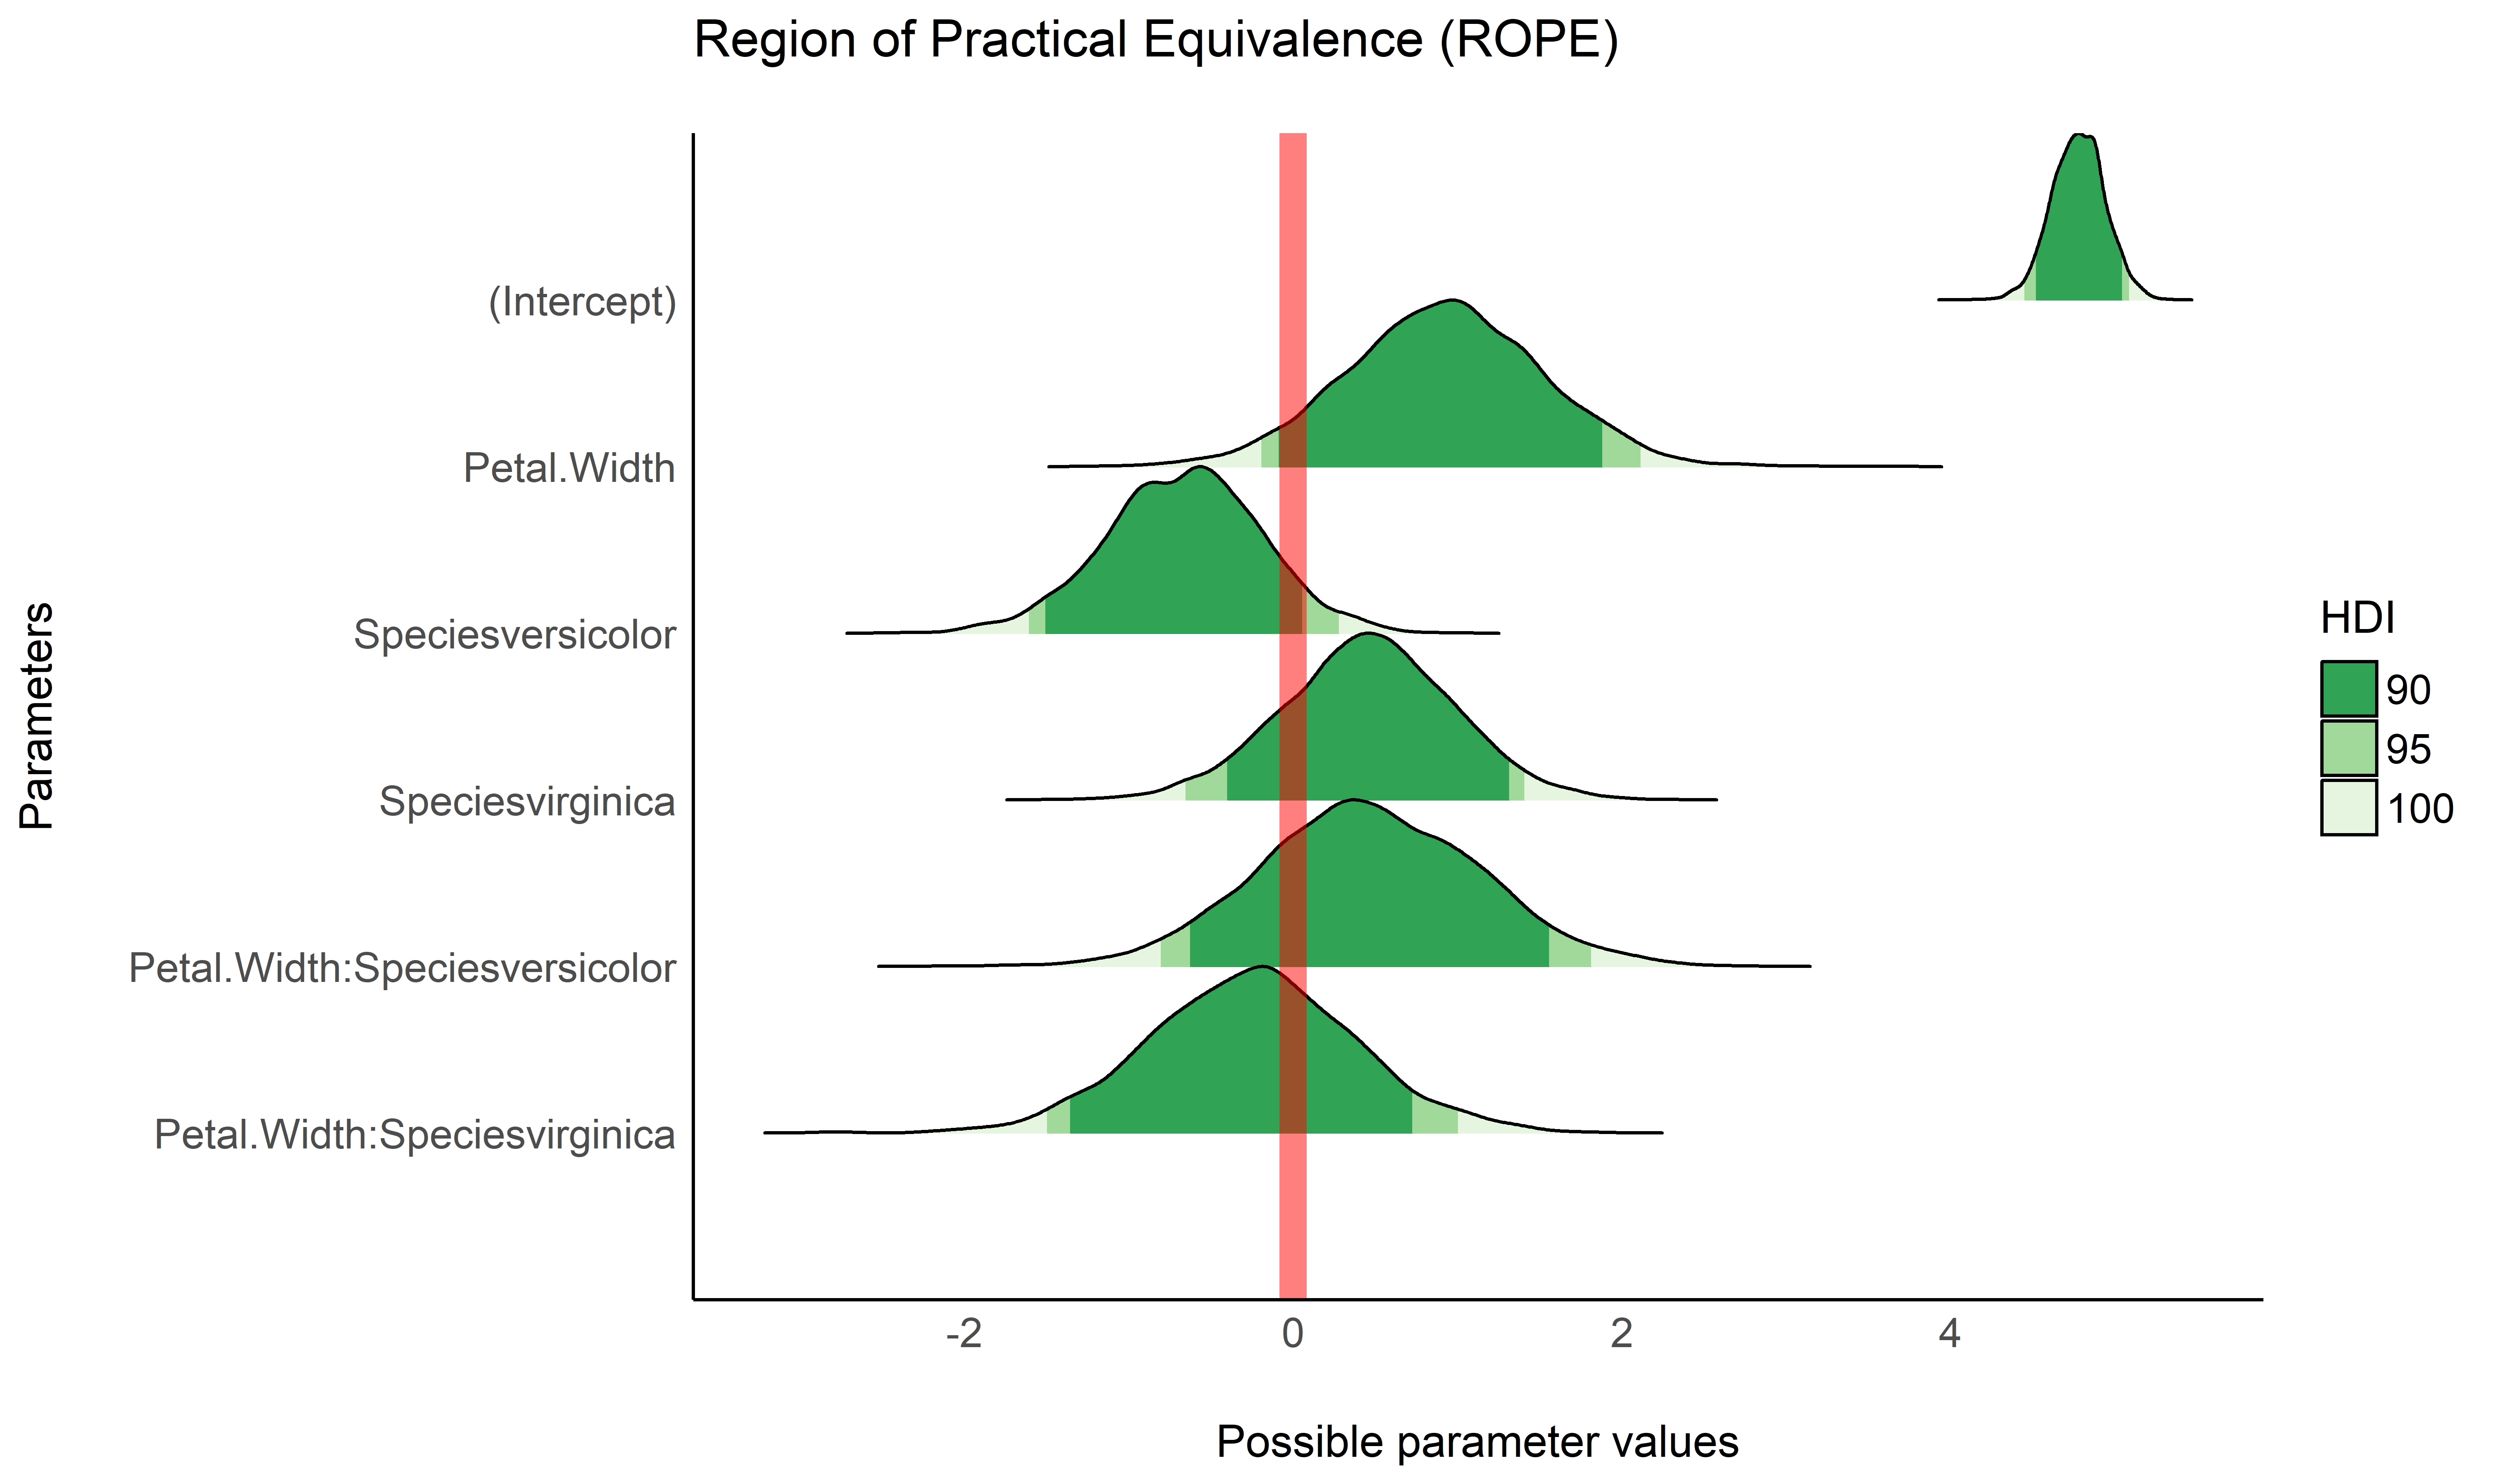 Region of Practical Equivalence (ROPE)
Parameters
(Intercept)
Petal.Width
Speciesversicolor
Speciesvirginica
Petal.Width:Speciesversicolor
Petal.Width:Speciesvirginica
-2 0 2 4
Possible parameter values
HDI
90
95
100